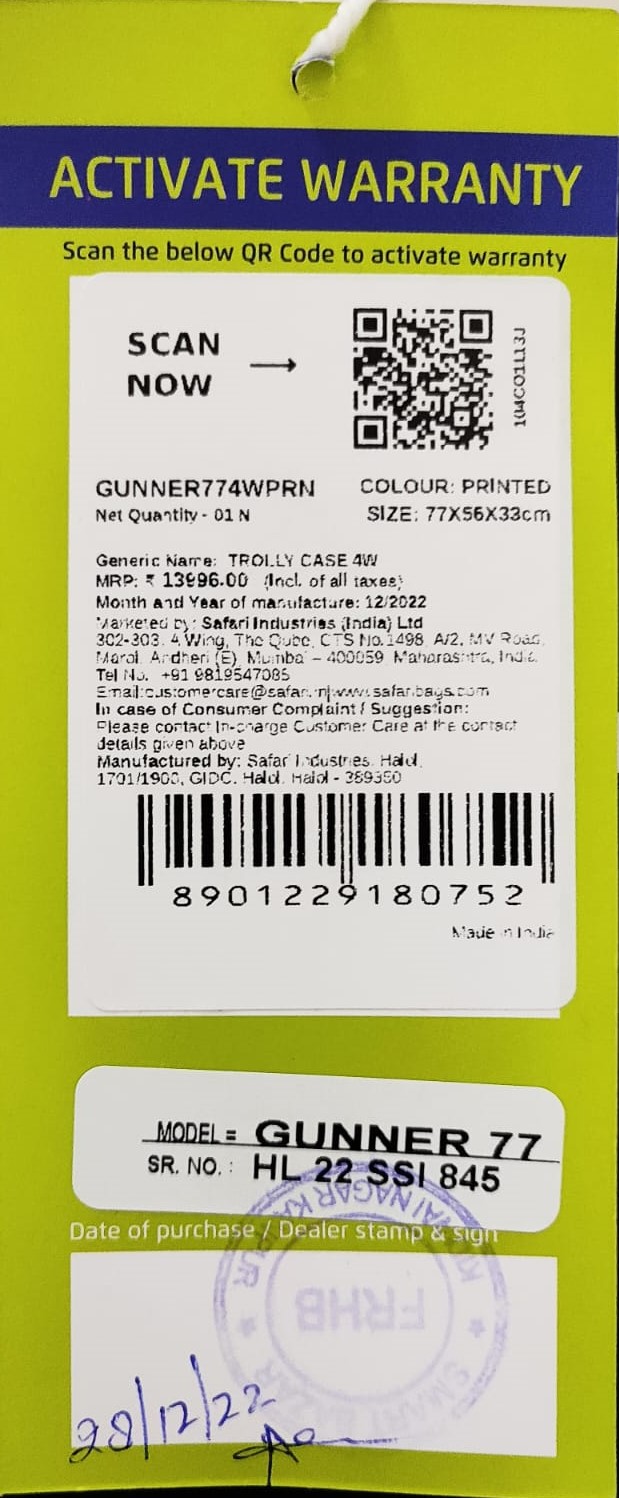 ACTIVATE WARRANTY
Scan the below QR Code to activate warranty
SCAN
NOW
104CO1LL3J
GUNNER774WPRN COLOUR: PRINTED
Net Quantity - 01 N SIZE: 77X56X33cm
Generic Name: TROLLY CASE 4W
MRP: ₹ 13996.00 (Incl. of all taxes)
Month and Year of manufacture: 12/2022
Marketed by: Safari Industries (India) Ltd
302-303, A Wing, The Qube, CTS No.1498, A/2, MV Road,
Marol, Andheri (E), Mumbai – 400059 Maharashtra, India.
Tel No. +91 9819547085
Email:customercare@safari.in|www.safaribags.com
In case of Consumer Complaint / Suggestion:
Please contact In-charge Customer Care at the contact
details given above
Manufactured by: Safari Industries, Halol,
1701/1900, GIDC, Halol, Halol - 389350
8901229180752
Made in India
MODEL = GUNNER 77
SR. NO. : HL 22 SSI 845
Date of purchase / Dealer stamp & sign
FRHB
SMART BAZAR
28/12/22